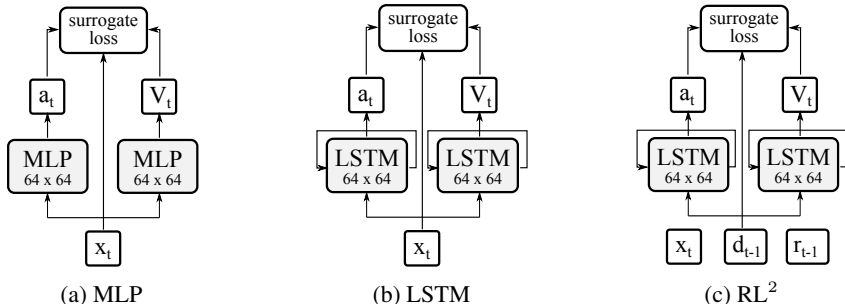 surrogate
loss
a_t
V_t
MLP
64 x 64
MLP
64 x 64
x_t
(a) MLP
surrogate
loss
a_t
V_t
LSTM
64 x 64
LSTM
64 x 64
x_t
(b) LSTM
surrogate
loss
a_t
V_t
LSTM
64 x 64
LSTM
64 x 64
x_t
d_t-1
r_t-1
(c) RL²